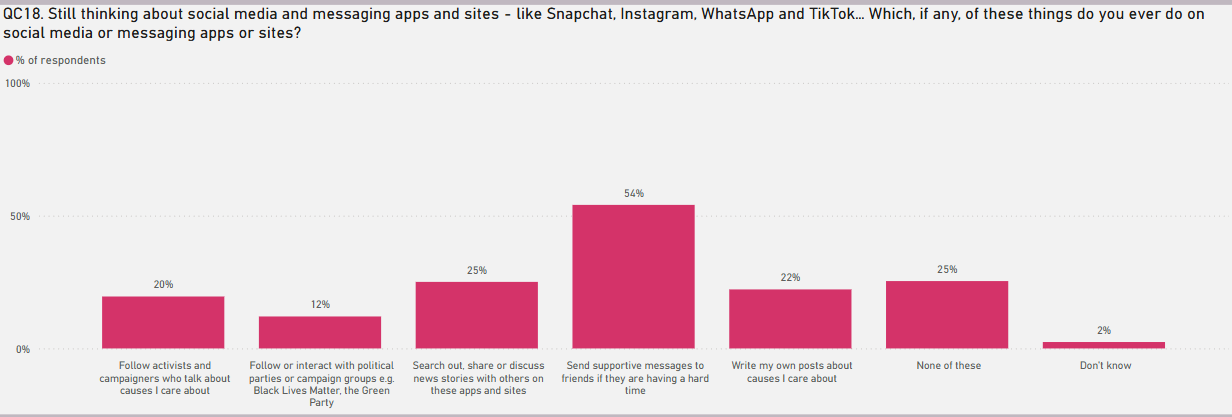 QC18. Still thinking about social media and messaging apps and sites - like Snapchat, Instagram, WhatsApp and TikTok... Which, if any, of these things do you ever do on
social media or messaging apps or sites?
% of respondents
100%
50%
0%
20%
12%
25%
54%
22%
25%
2%
Follow activists and
campaigners who talk about
causes I care about
Follow or interact with political
parties or campaign groups e.g.
Black Lives Matter, the Green
Party
Search out, share or discuss
news stories with others on
these apps and sites
Send supportive messages to
friends if they are having a hard
time
Write my own posts about
causes I care about
None of these
Don't know